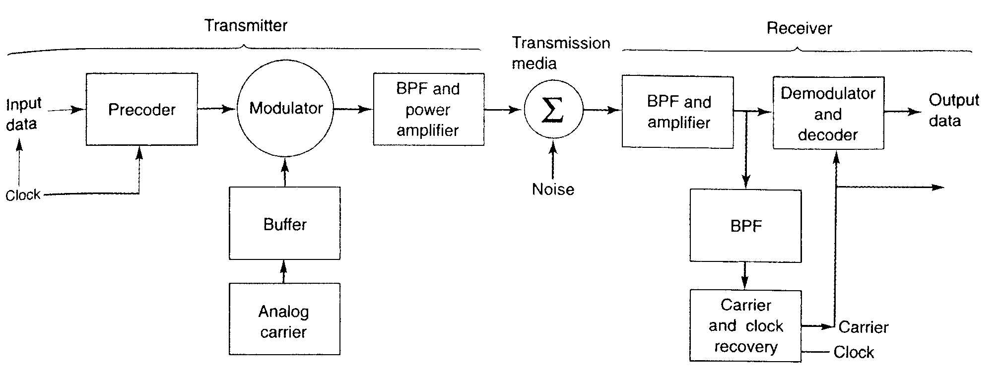 Transmitter
Receiver
Transmission
media
Input
data
Clock
Precoder
Modulator
BPF and
power
amplifier
Buffer
Analog
carrier
Σ
Noise
BPF and
amplifier
Demodulator
and
decoder
Output
data
BPF
Carrier
and clock
recovery
Carrier
Clock